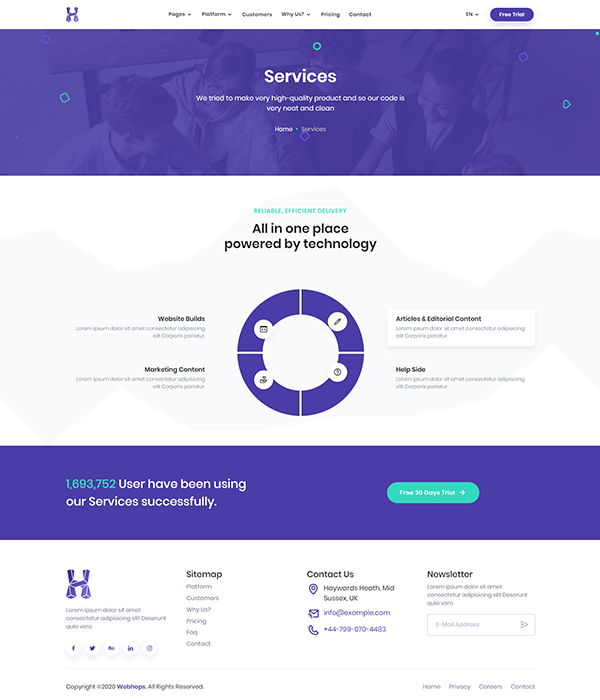 Pages Platform Customers Why Us? Pricing Contact EN Free Trial
Services
We tried to make very high-quality product and so our code is
very neat and clean
Home • Services
RELIABLE, EFFICIENT DELIVERY
All in one place
powered by technology
Website Builds
Lorem ipsum dolor sit amet consectetur adipisicing
elit Corporis pariatur.
Articles & Editorial Content
Lorem ipsum dolor sit amet consectetur adipisicing
elit Corporis pariatur.
Marketing Content
Lorem ipsum dolor sit amet consectetur adipisicing
elit Corporis pariatur.
Help Side
Lorem ipsum dolor sit amet consectetur adipisicing
elit Corporis pariatur.
1,693,752 User have been using
our Services successfully.
Free 30 Days Trial
Lorem ipsum dolor sit amet
consectetur adipisicing elit Deserunt
quia vero
Sitemap
Platform
Customers
Why Us?
Pricing
Faq
Contact
Contact Us
Haywards Heath, Mid
Sussex, UK
info@example.com
+44-799-070-4483
Newsletter
Lorem ipsum dolor sit amet
consectetur adipisicing elit Deserunt
quia vero
E-Mail Address
Copyright ©2020 Webhops. All Rights Reserved.
Home Privacy Careers Contact